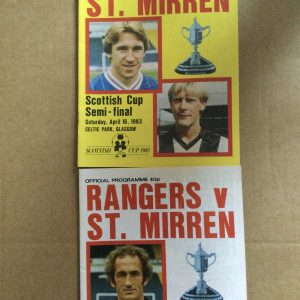 ST. MIRREN
Scottish Cup
Semi-final
Saturday, April 16, 1983
CELTIC PARK, GLASGOW
SCOTTISH CUP 1983
OFFICIAL PROGRAMME 40p
RANGERS v
ST. MIRREN